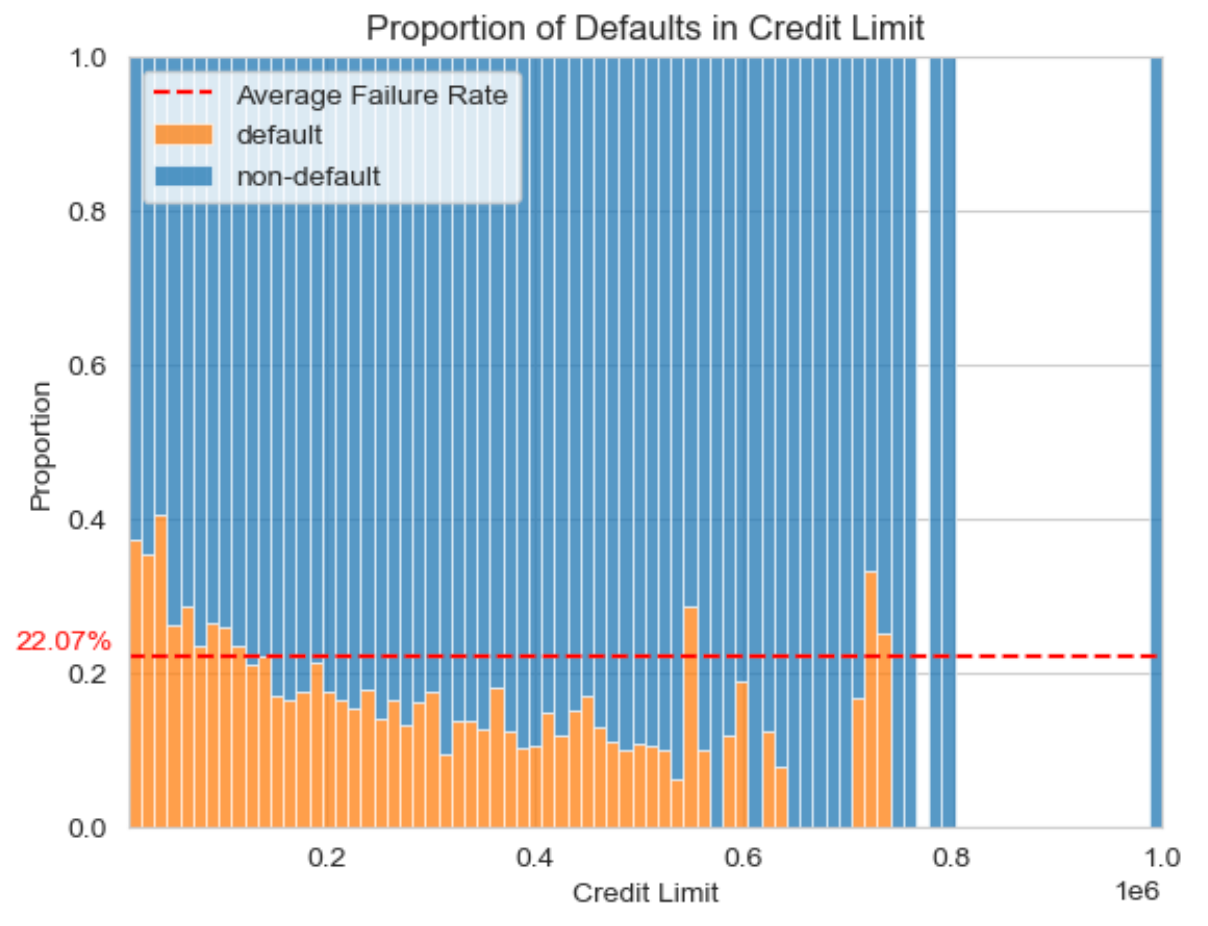 Proportion of Defaults in Credit Limit
1.0
Average Failure Rate
default
non-default
0.8
0.6
Proportion
0.4
22.07%
0.2
0.0
0.2 0.4 0.6 0.8 1.0
Credit Limit
1e6